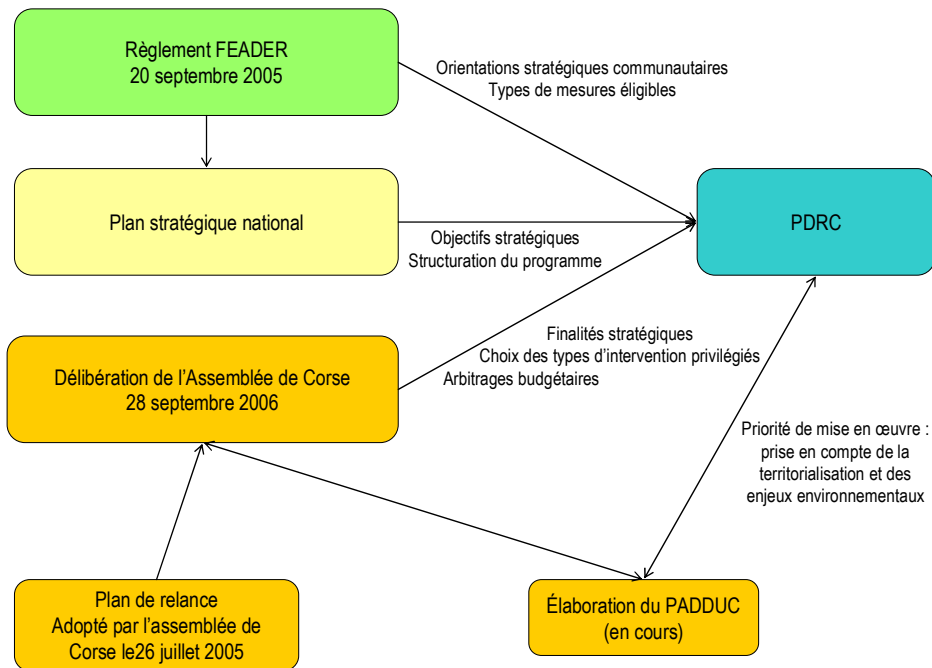 Règlement FEADER
20 septembre 2005
Orientations stratégiques communautaires
Types de mesures éligibles
Plan stratégique national
PDRC
Objectifs stratégiques
Structuration du programme
Finalités stratégiques
Choix des types d'intervention privilégiés
Arbitrages budgétaires
Délibération de l'Assemblée de Corse
28 septembre 2006
Priorité de mise en œuvre :
prise en compte de la
territorialisation et des
enjeux environnementaux
Plan de relance
Adopté par l'assemblée de
Corse le26 juillet 2005
Élaboration du PADDUC
(en cours)